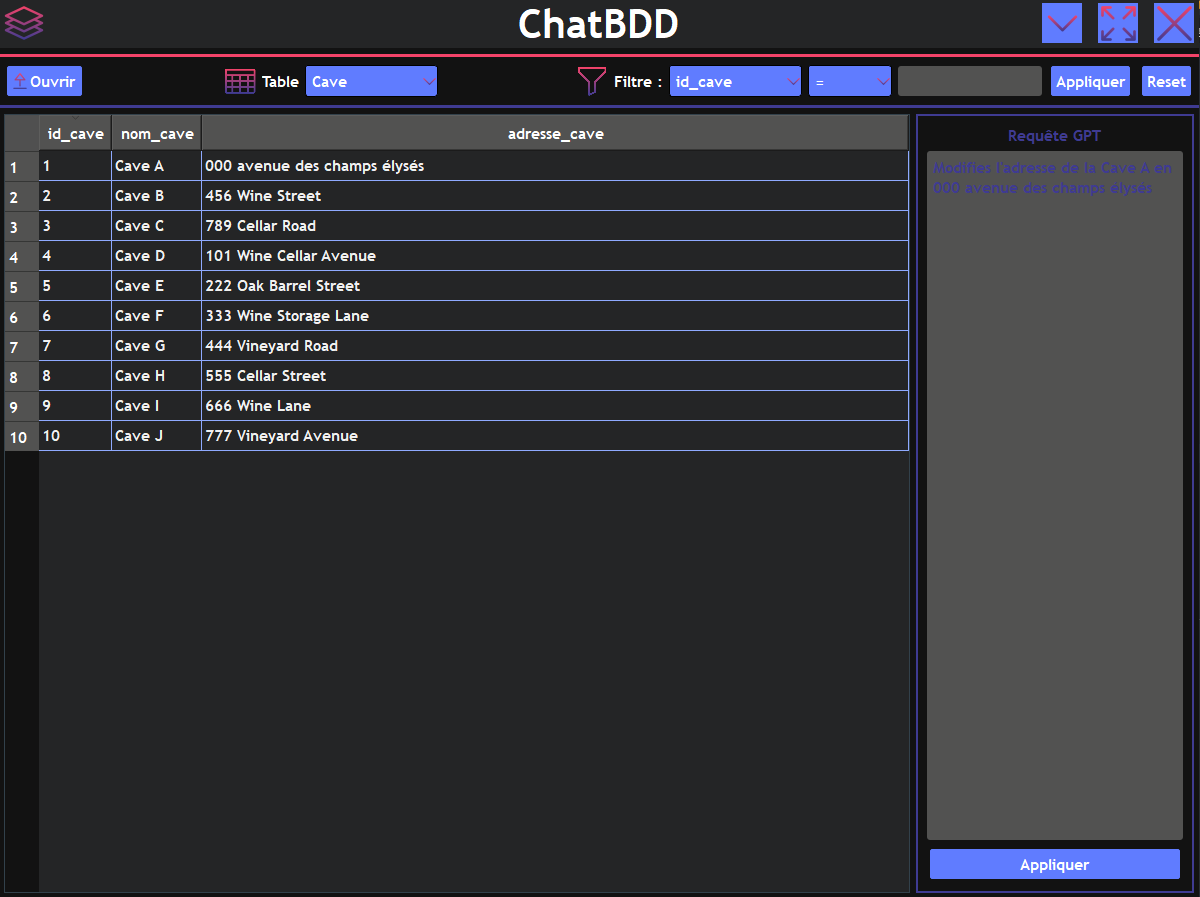 ChatBDD
Ouvrir Table Cave Filtre : id_cave = Appliquer Reset
id_cave nom_cave adresse_cave
1 1 Cave A 000 avenue des champs élysés
2 2 Cave B 456 Wine Street
3 3 Cave C 789 Cellar Road
4 4 Cave D 101 Wine Cellar Avenue
5 5 Cave E 222 Oak Barrel Street
6 6 Cave F 333 Wine Storage Lane
7 7 Cave G 444 Vineyard Road
8 8 Cave H 555 Cellar Street
9 9 Cave I 666 Wine Lane
10 10 Cave J 777 Vineyard Avenue
Requête GPT
Modifies l'adresse de la Cave A en
000 avenue des champs élysés
Appliquer